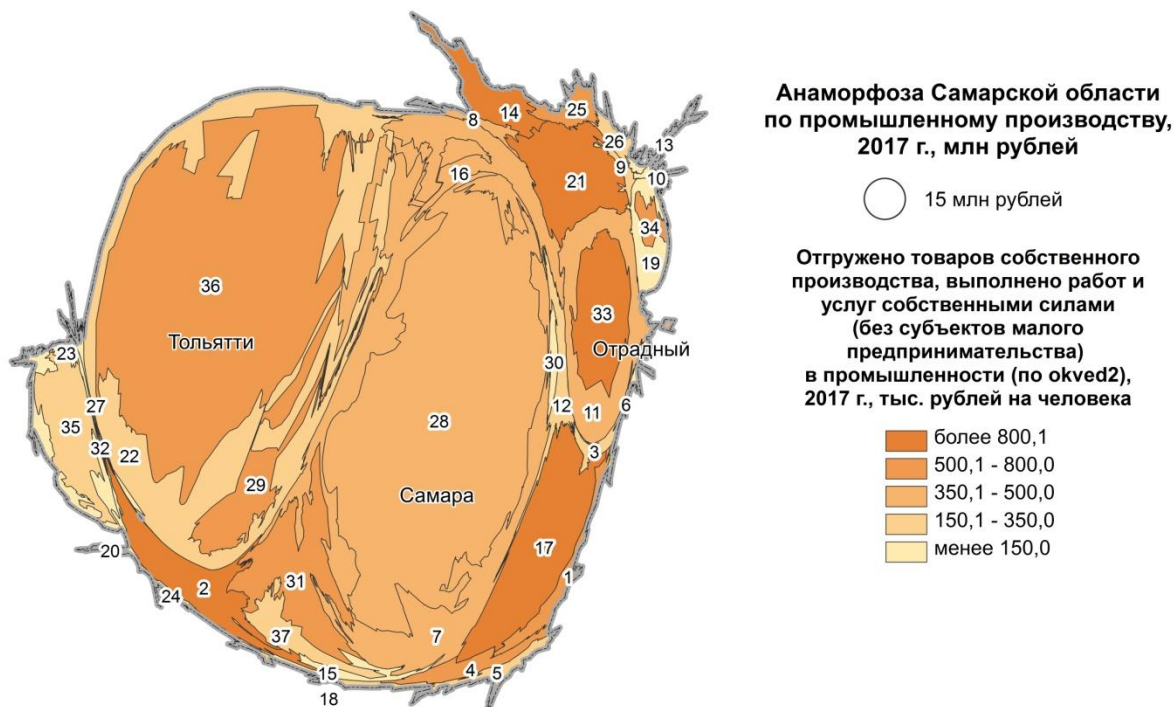 Анаморфоза Самарской области
по промышленному производству,
2017 г., млн рублей
15 млн рублей
Отгружено товаров собственного
производства, выполнено работ и
услуг собственными силами
(без субъектов малого
предпринимательства)
в промышленности (по okved2),
2017 г., тыс. рублей на человека
более 800,1
500,1 - 800,0
350,1 - 500,0
150,1 - 350,0
менее 150,0
8
14
25
26
13
9
10
16
21
34
19
36
33
Тольятти
Отрадный
23
30
27
12
11
6
35
28
22
32
3
29
Самара
17
20
2
31
1
24
37
7
15
4
5
18